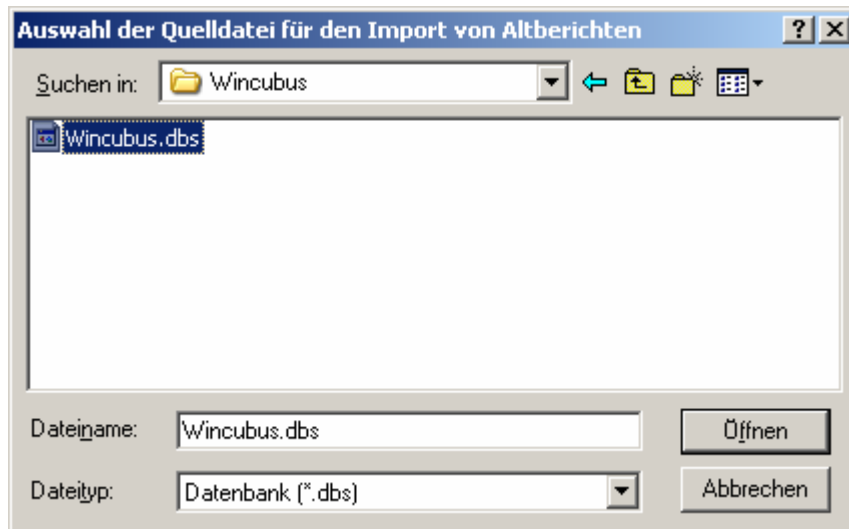 Auswahl der Quelldatei für den Import von Altberichten
Suchen in: Wincubus
Wincubus.dbs
Dateiname: Wincubus.dbs Öffnen
Dateityp: Datenbank (*.dbs) Abbrechen